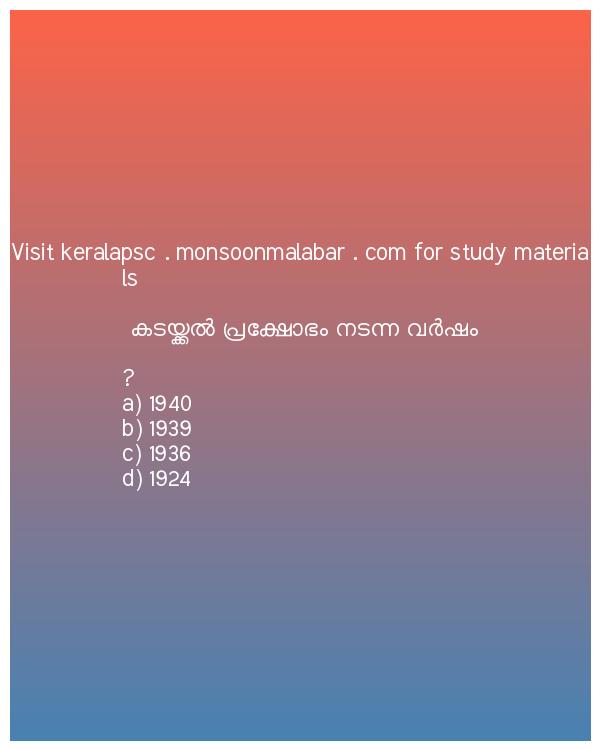 Visit keralapsc . monsoonmalabar . com for study materia
ls
കടയ്ക്കൽ പ്രക്ഷോഭം നടന്ന വർഷം
?
a) 1940
b) 1939
c) 1936
d) 1924